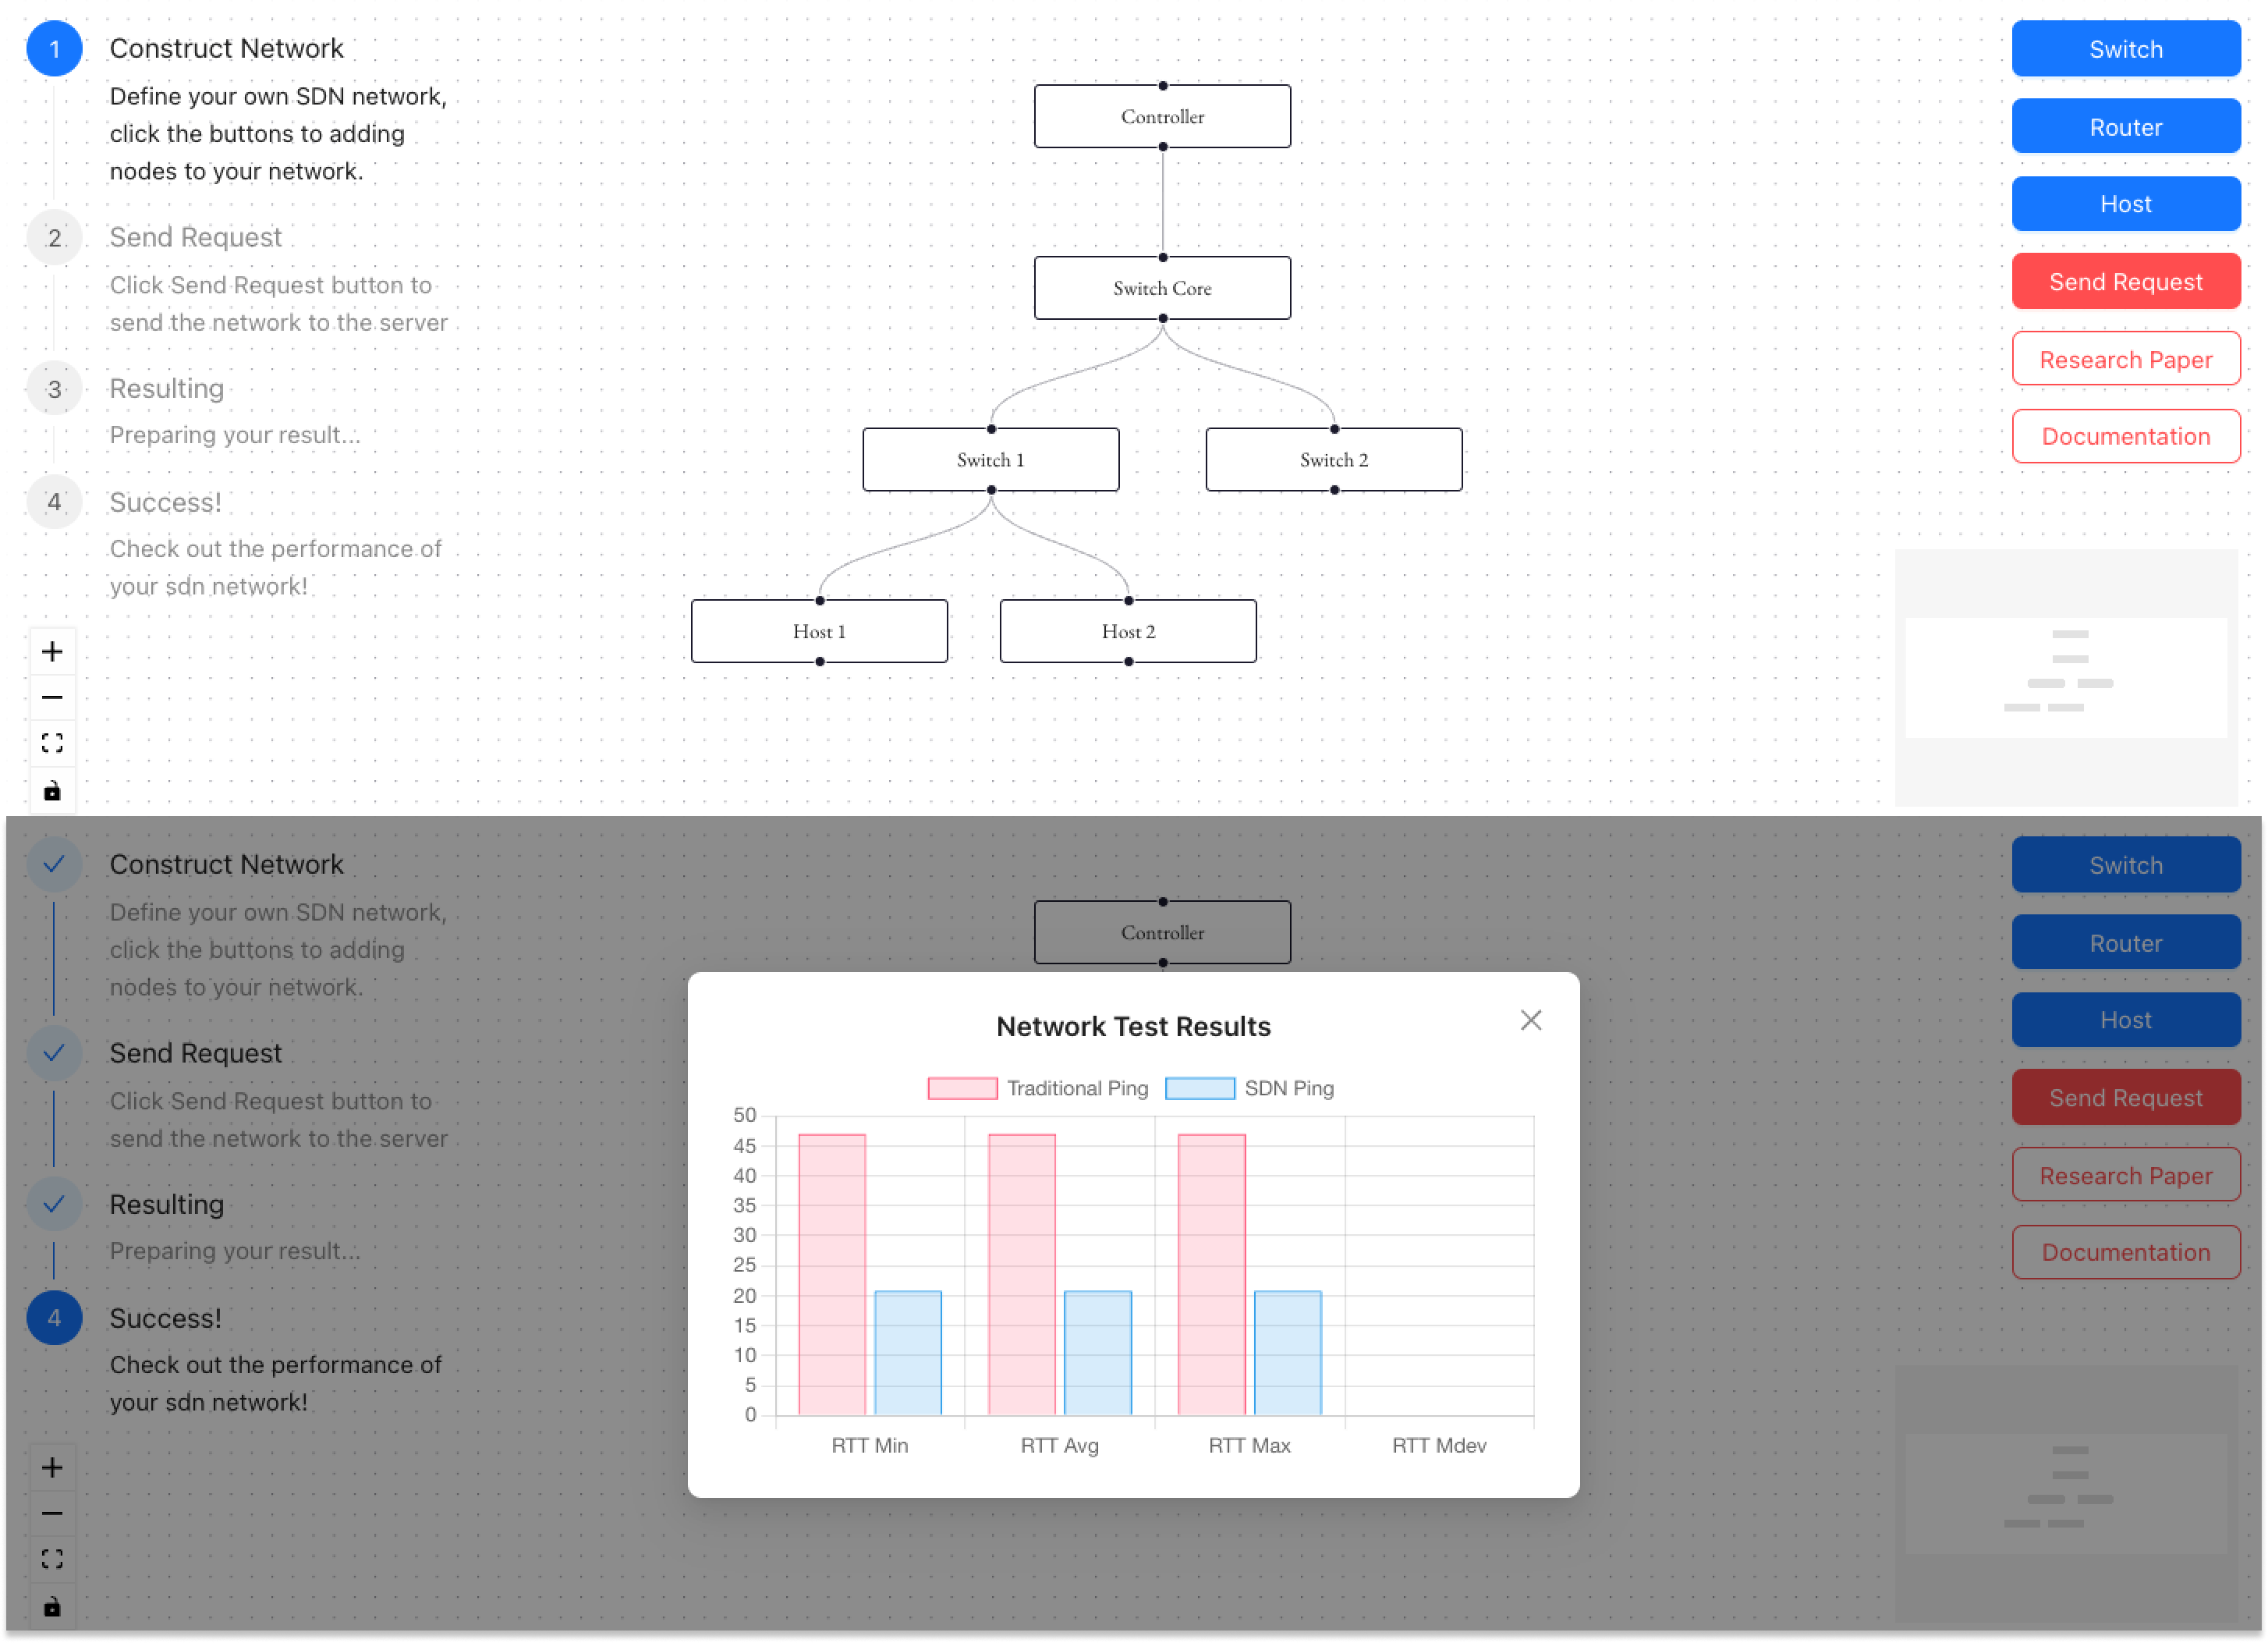 1
Construct Network
Define your own SDN network,
click the buttons to adding
nodes to your network.
2
Send Request
Click Send Request button to
send the network to the server
3
Resulting
Preparing your result...
4
Success!
Check out the performance of
your sdn network!
Controller
Switch Core
Switch 1
Switch 2
Host 1
Host 2
Switch
Router
Host
Send Request
Research Paper
Documentation
Construct Network
Define your own SDN network,
click the buttons to adding
nodes to your network.
Send Request
Click Send Request button to
send the network to the server
Resulting
Preparing your result...
4
Success!
Check out the performance of
your sdn network!
Controller
Network Test Results
Traditional Ping
SDN Ping
50
45
40
35
30
25
20
15
10
5
0
RTT Min
RTT Avg
RTT Max
RTT Mdev
Switch
Router
Host
Send Request
Research Paper
Documentation